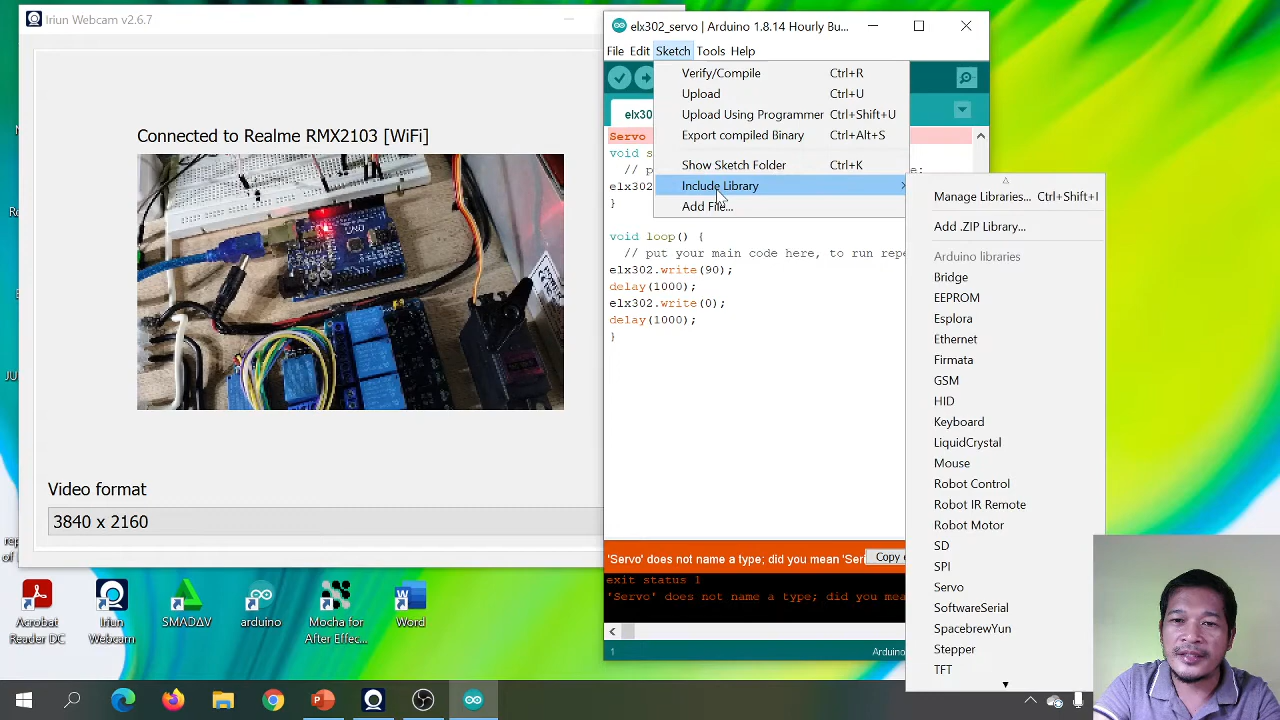 Iriun Webcam v2.6.7
Connected to Realme RMX2103 [WiFi]
Video format
3840 x 2160
elx302_servo | Arduino 1.8.14 Hourly Bu...
File Edit Sketch Tools Help
Verify/Compile Ctrl+R
Upload Ctrl+U
Upload Using Programmer Ctrl+Shift+U
Export compiled Binary Ctrl+Alt+S
Show Sketch Folder Ctrl+K
Include Library
Add File...
elx302
Servo
void s
// p
elx302
}
void loop() {
// put your main code here, to run repe
elx302.write(90);
delay(1000);
elx302.write(0);
delay(1000);
}
Manage Libraries... Ctrl+Shift+I
Add .ZIP Library...
Arduino libraries
Bridge
EEPROM
Esplora
Ethernet
Firmata
GSM
HID
Keyboard
LiquidCrystal
Mouse
Robot Control
Robot IR Remote
Robot Motor
SD
SPI
Servo
SoftwareSerial
SpacebrewYun
Stepper
TFT
'Servo' does not name a type; did you mean 'Seri
Copy e
exit status 1
'Servo' does not name a type; did you mea
1
Arduino
Acrobat
Reader DC
Iriun
Webcam
SMADΔV
arduino
Mocha for
After Effec...
Word